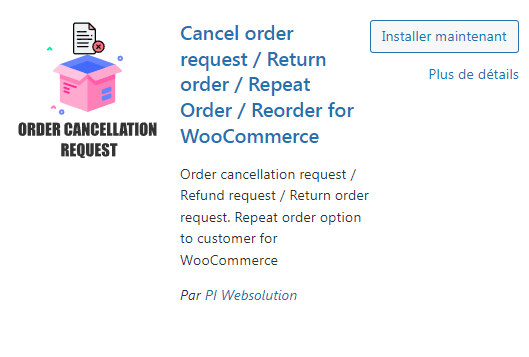 ORDER CANCELLATION
REQUEST
Cancel order
request / Return
order / Repeat
Order / Reorder for
WooCommerce
Installer maintenant
Plus de détails
Order cancellation request /
Refund request / Return order
request. Repeat order option
to customer for
WooCommerce
Par PI Websolution